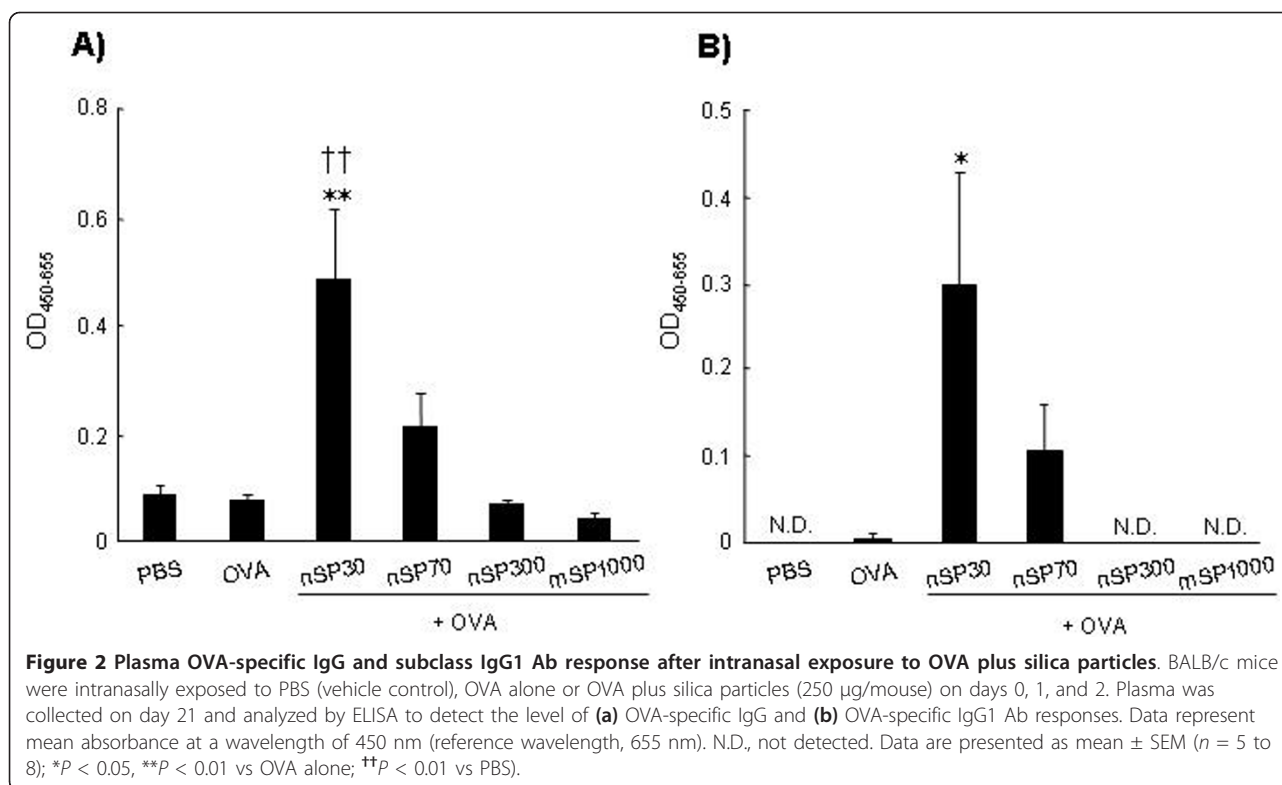 A)
0.8
0.6
0.4
0.2
0
OD450-655
††
**
PBS
OVA
nSP30
nSP70
nSP300
mSP1000
+ OVA
B)
0.5
0.4
0.3
0.2
0.1
0
OD450-655
*
N.D.
N.D.
N.D.
PBS
OVA
nSP30
nSP70
nSP300
mSP1000
+ OVA
Figure 2 Plasma OVA-specific IgG and subclass IgG1 Ab response after intranasal exposure to OVA plus silica particles. BALB/c mice
were intranasally exposed to PBS (vehicle control), OVA alone or OVA plus silica particles (250 μg/mouse) on days 0, 1, and 2. Plasma was
collected on day 21 and analyzed by ELISA to detect the level of (a) OVA-specific IgG and (b) OVA-specific IgG1 Ab responses. Data represent
mean absorbance at a wavelength of 450 nm (reference wavelength, 655 nm). N.D., not detected. Data are presented as mean ± SEM (n = 5 to
8); *P < 0.05, **P < 0.01 vs OVA alone; ††P < 0.01 vs PBS).